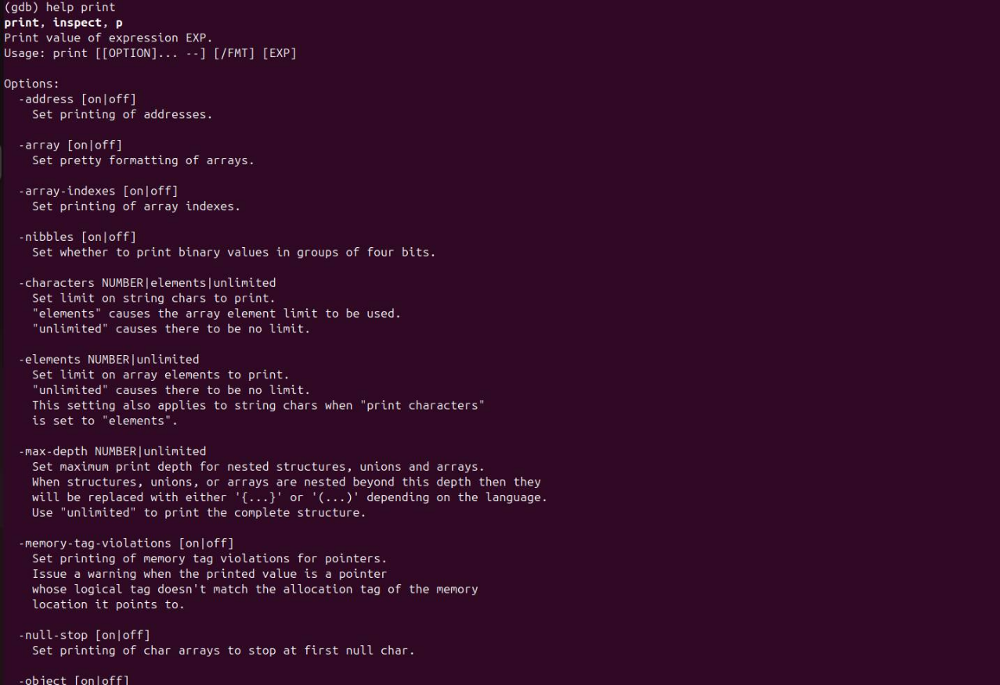 (gdb) help print
print, inspect, p
Print value of expression EXP.
Usage: print [[OPTION]... --] [/FMT] [EXP]

Options:
  -address [on|off]
    Set printing of addresses.

  -array [on|off]
    Set pretty formatting of arrays.

  -array-indexes [on|off]
    Set printing of array indexes.

  -nibbles [on|off]
    Set whether to print binary values in groups of four bits.

  -characters NUMBER|elements|unlimited
    Set limit on string chars to print.
    "elements" causes the array element limit to be used.
    "unlimited" causes there to be no limit.

  -elements NUMBER|unlimited
    Set limit on array elements to print.
    "unlimited" causes there to be no limit.
    This setting also applies to string chars when "print characters"
    is set to "elements".

  -max-depth NUMBER|unlimited
    Set maximum print depth for nested structures, unions and arrays.
    When structures, unions, or arrays are nested beyond this depth then they
    will be replaced with either '{...}' or '(...)' depending on the language.
    Use "unlimited" to print the complete structure.

  -memory-tag-violations [on|off]
    Set printing of memory tag violations for pointers.
    Issue a warning when the printed value is a pointer
    whose logical tag doesn't match the allocation tag of the memory
    location it points to.

  -null-stop [on|off]
    Set printing of char arrays to stop at first null char.

  -object [on|off]